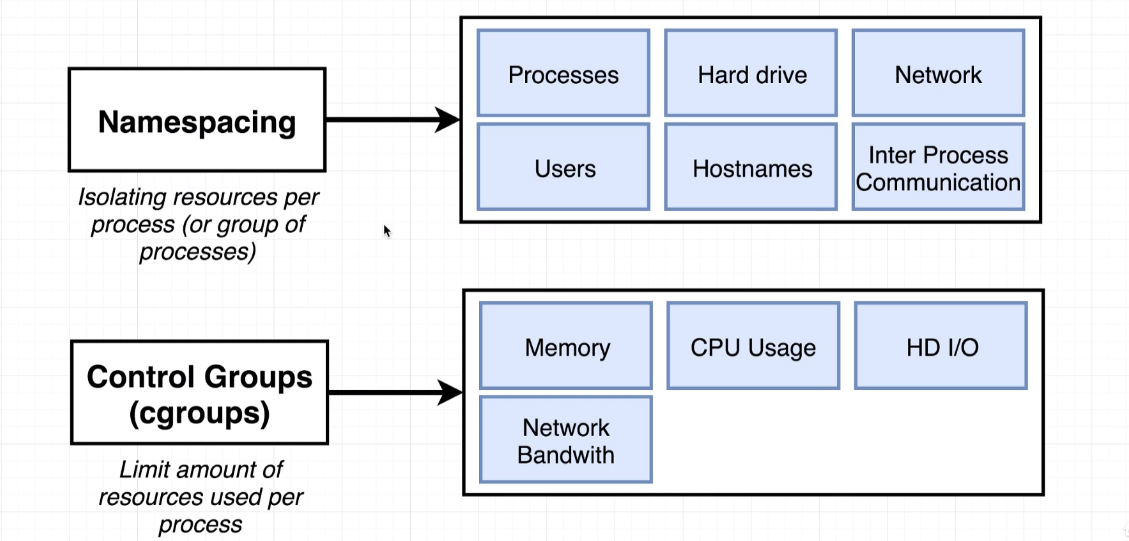 Namespacing
Isolating resources per
process (or group of
processes)
Processes
Hard drive
Network
Users
Hostnames
Inter Process
Communication
Control Groups
(cgroups)
Limit amount of
resources used per
process
Memory
CPU Usage
HD I/O
Network
Bandwith